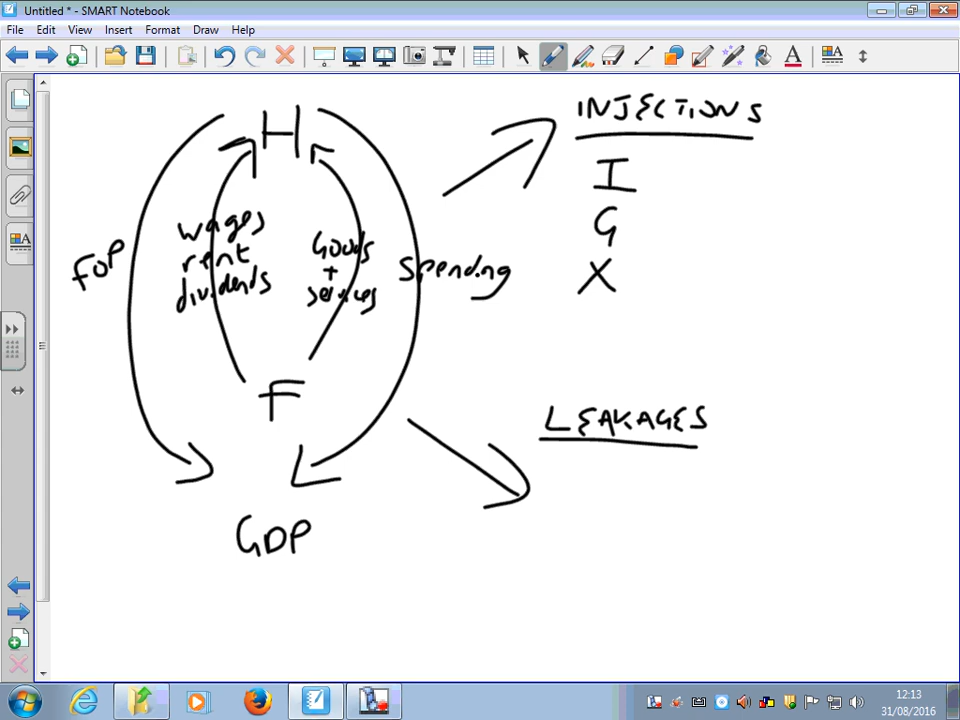 Untitled * - SMART Notebook
File Edit View Insert Format Draw Help
H
INJECTIONS
I
G
X
FOP
wages
rent
dividends
Goods
+
services
Spending
F
LEAKAGES
GDP
12:13
31/08/2016